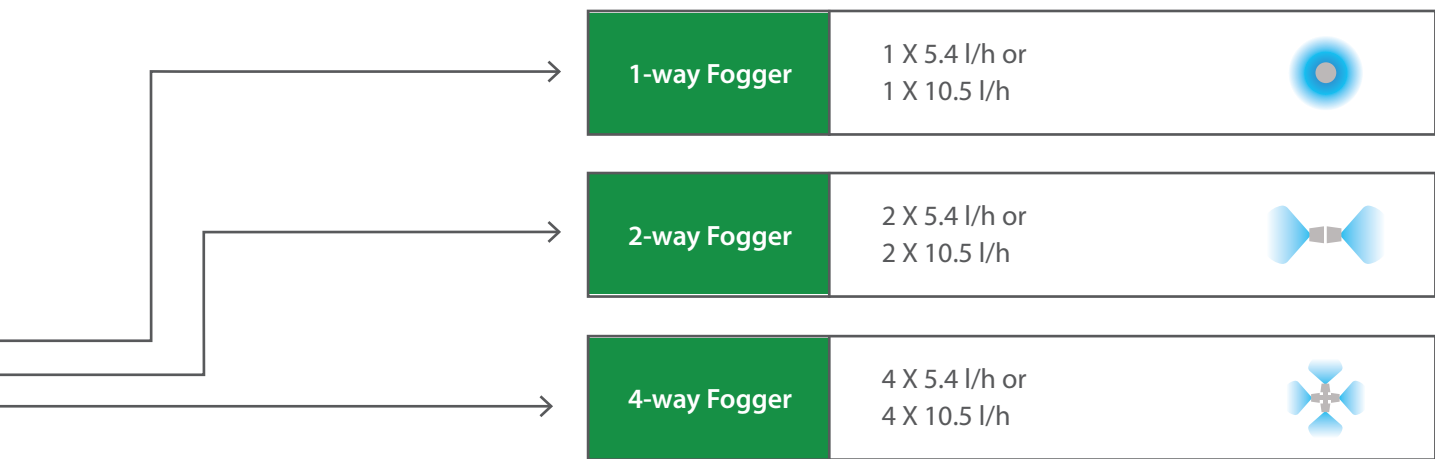 1-way Fogger
1 X 5.4 l/h or
1 X 10.5 l/h
2-way Fogger
2 X 5.4 l/h or
2 X 10.5 l/h
4-way Fogger
4 X 5.4 l/h or
4 X 10.5 l/h